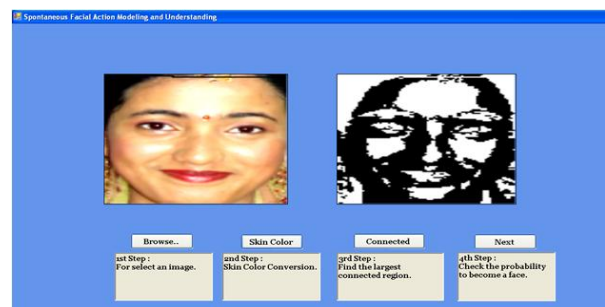 Spontaneous Facial Action Modeling and Understanding
Browse..
Skin Color
Connected
Next
1st Step :
For select an image.
2nd Step :
Skin Color Conversion.
3rd Step :
Find the largest
connected region.
4th Step :
Check the probability
to become a face.